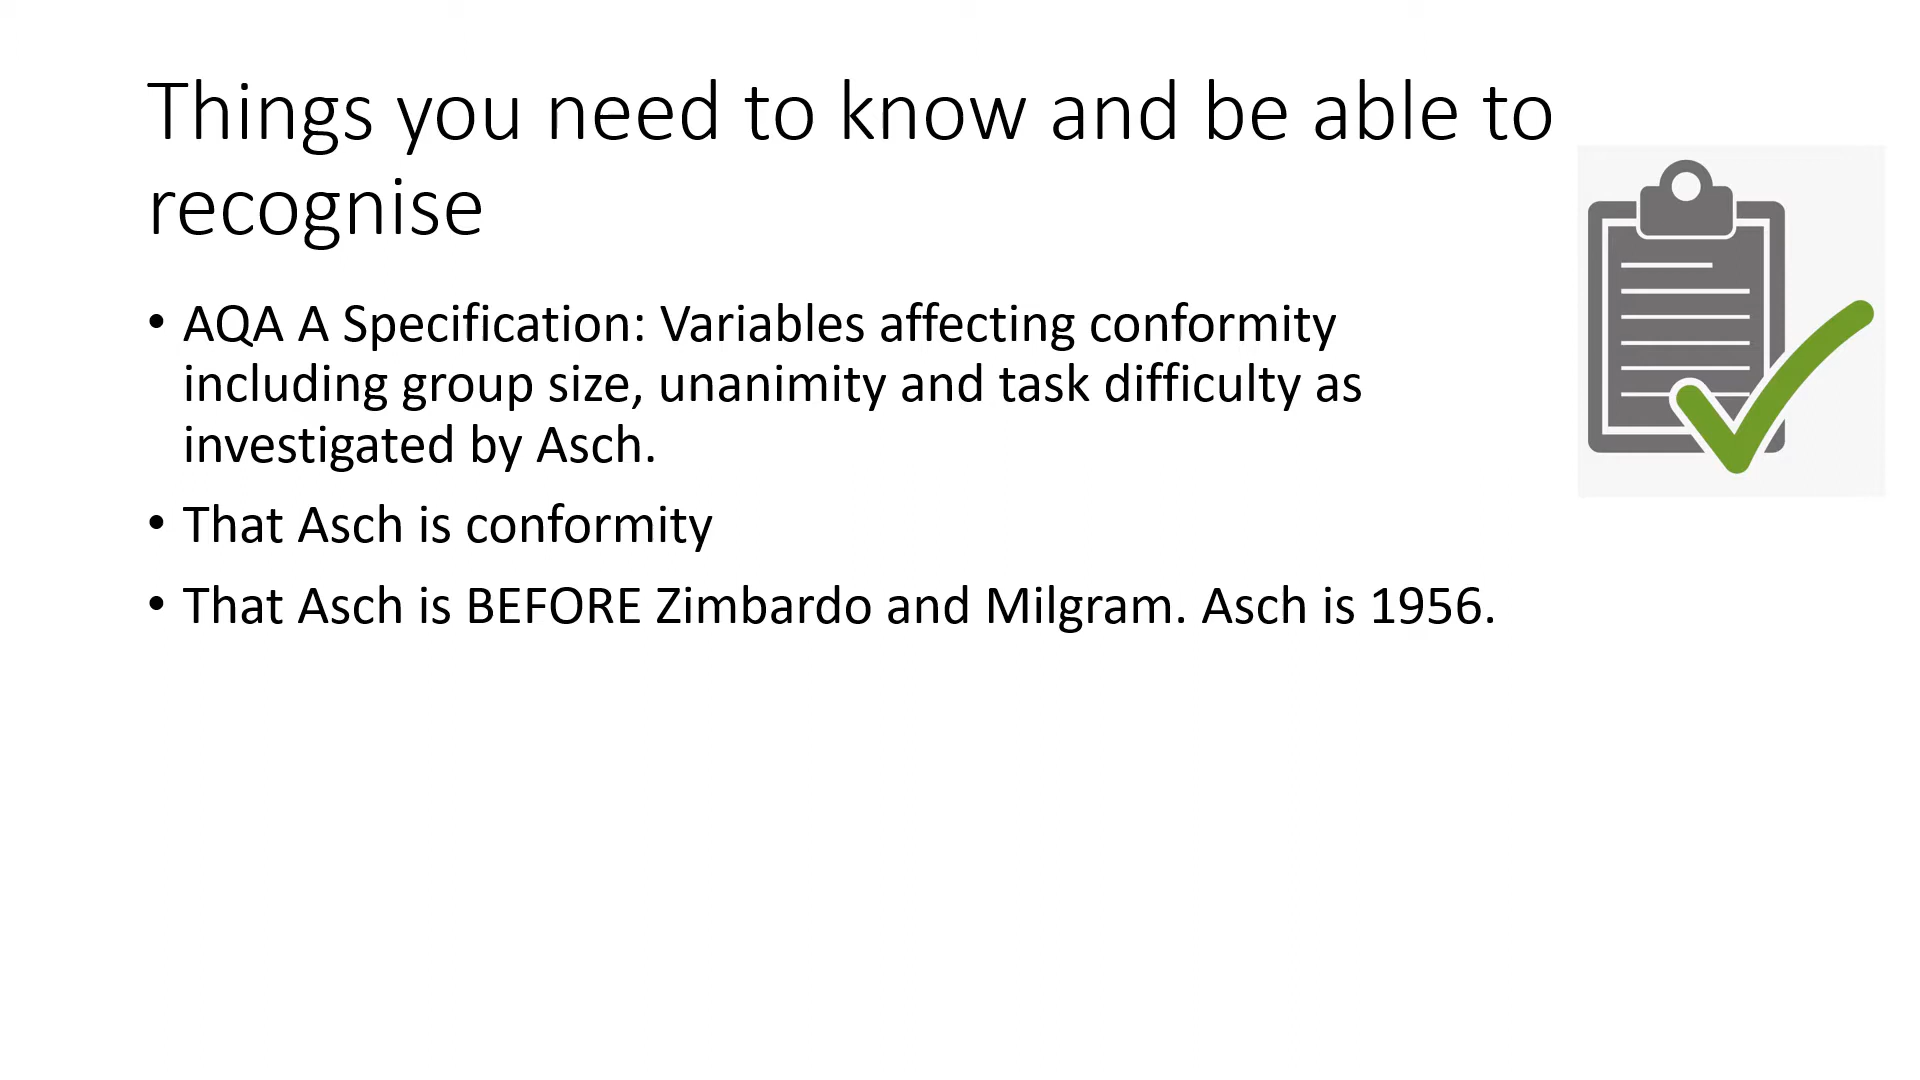 Things you need to know and be able to
recognise
• AQA A Specification: Variables affecting conformity
including group size, unanimity and task difficulty as
investigated by Asch.
• That Asch is conformity
• That Asch is BEFORE Zimbardo and Milgram. Asch is 1956.